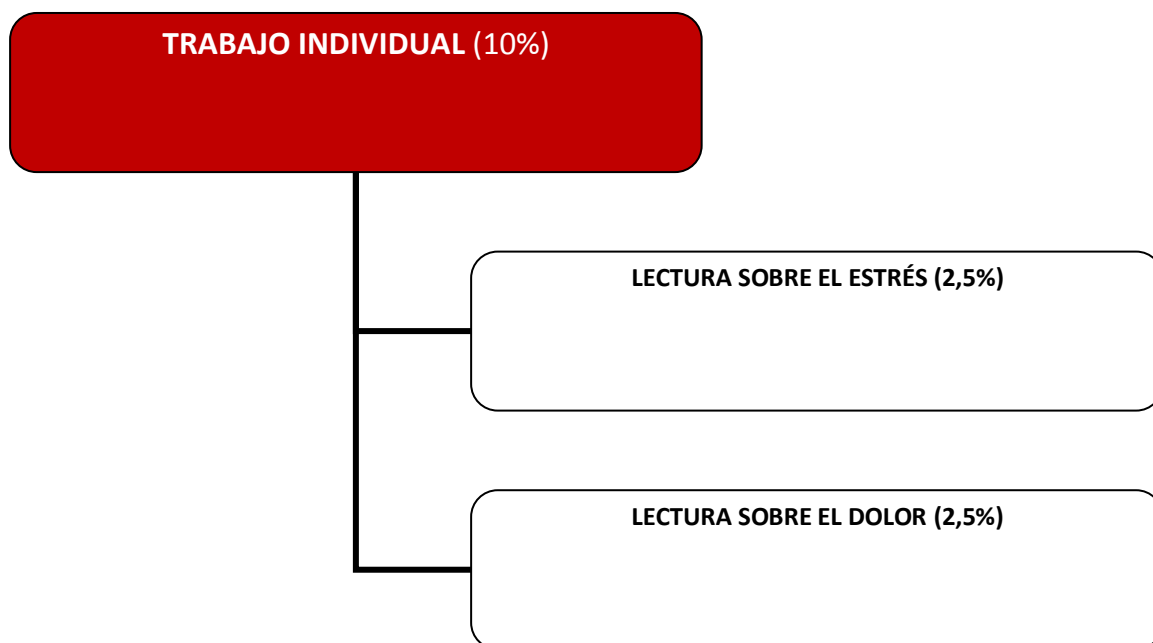 TRABAJO INDIVIDUAL (10%)
LECTURA SOBRE EL ESTRÉS (2,5%)
LECTURA SOBRE EL DOLOR (2,5%)